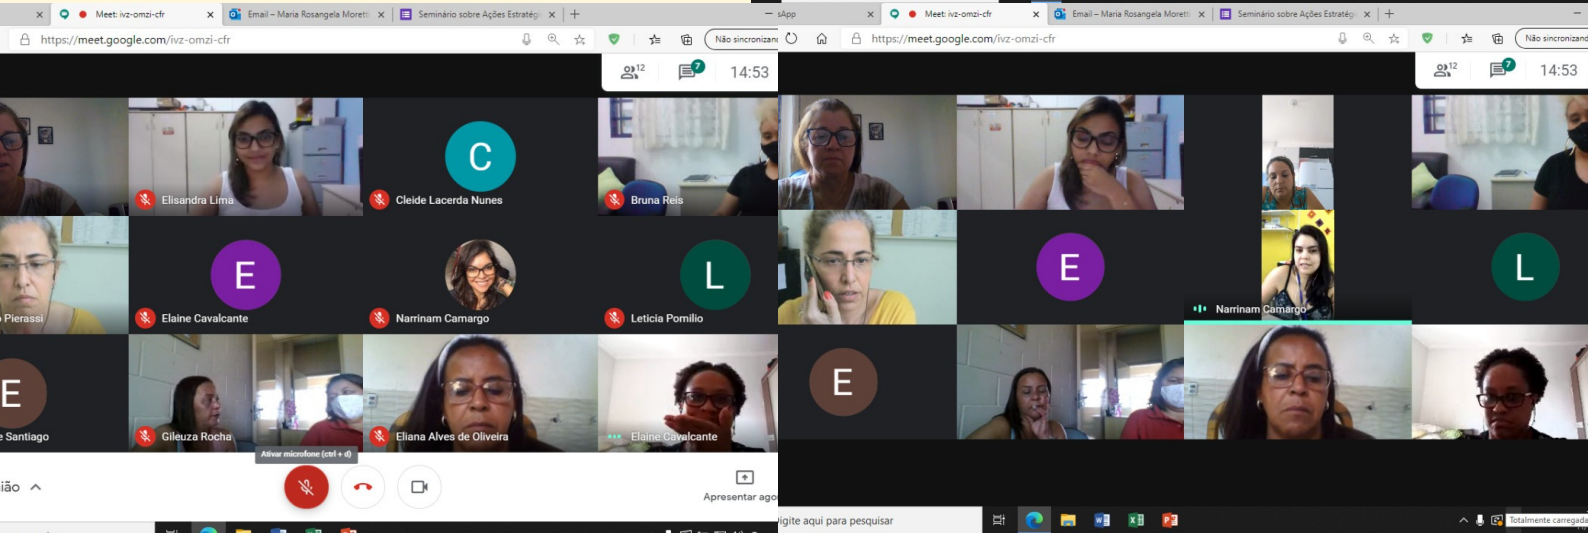 Meet: ivz-omzi-cfr
Email – Maria Rosangela Moretti
Seminário sobre Ações Estratég
https://meet.google.com/ivz-omzi-cfr
Não sincronizand
12
7
14:53
Elisandra Lima
C
Cleide Lacerda Nunes
Bruna Reis
Pierassi
E
Elaine Cavalcante
Narrinam Camargo
L
Leticia Pomilio
E
Santiago
Gileuza Rocha
Eliana Alves de Oliveira
Elaine Cavalcante
Ativar microfone (ctrl + d)
ião
Apresentar ago
sApp
Meet: ivz-omzi-cfr
Email – Maria Rosangela Moretti
Seminário sobre Ações Estratég
https://meet.google.com/ivz-omzi-cfr
Não sincronizand
12
7
14:53
E
Narrinam Camargo
L
E
igite aqui para pesquisar
Totalmente carregada